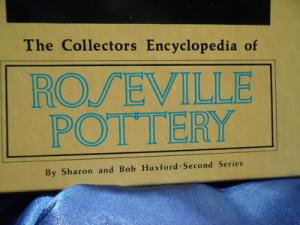 The Collectors Encyclopedia of
ROSEVILLE
POTTERY
By Sharon and Bob Huxford·Second Series